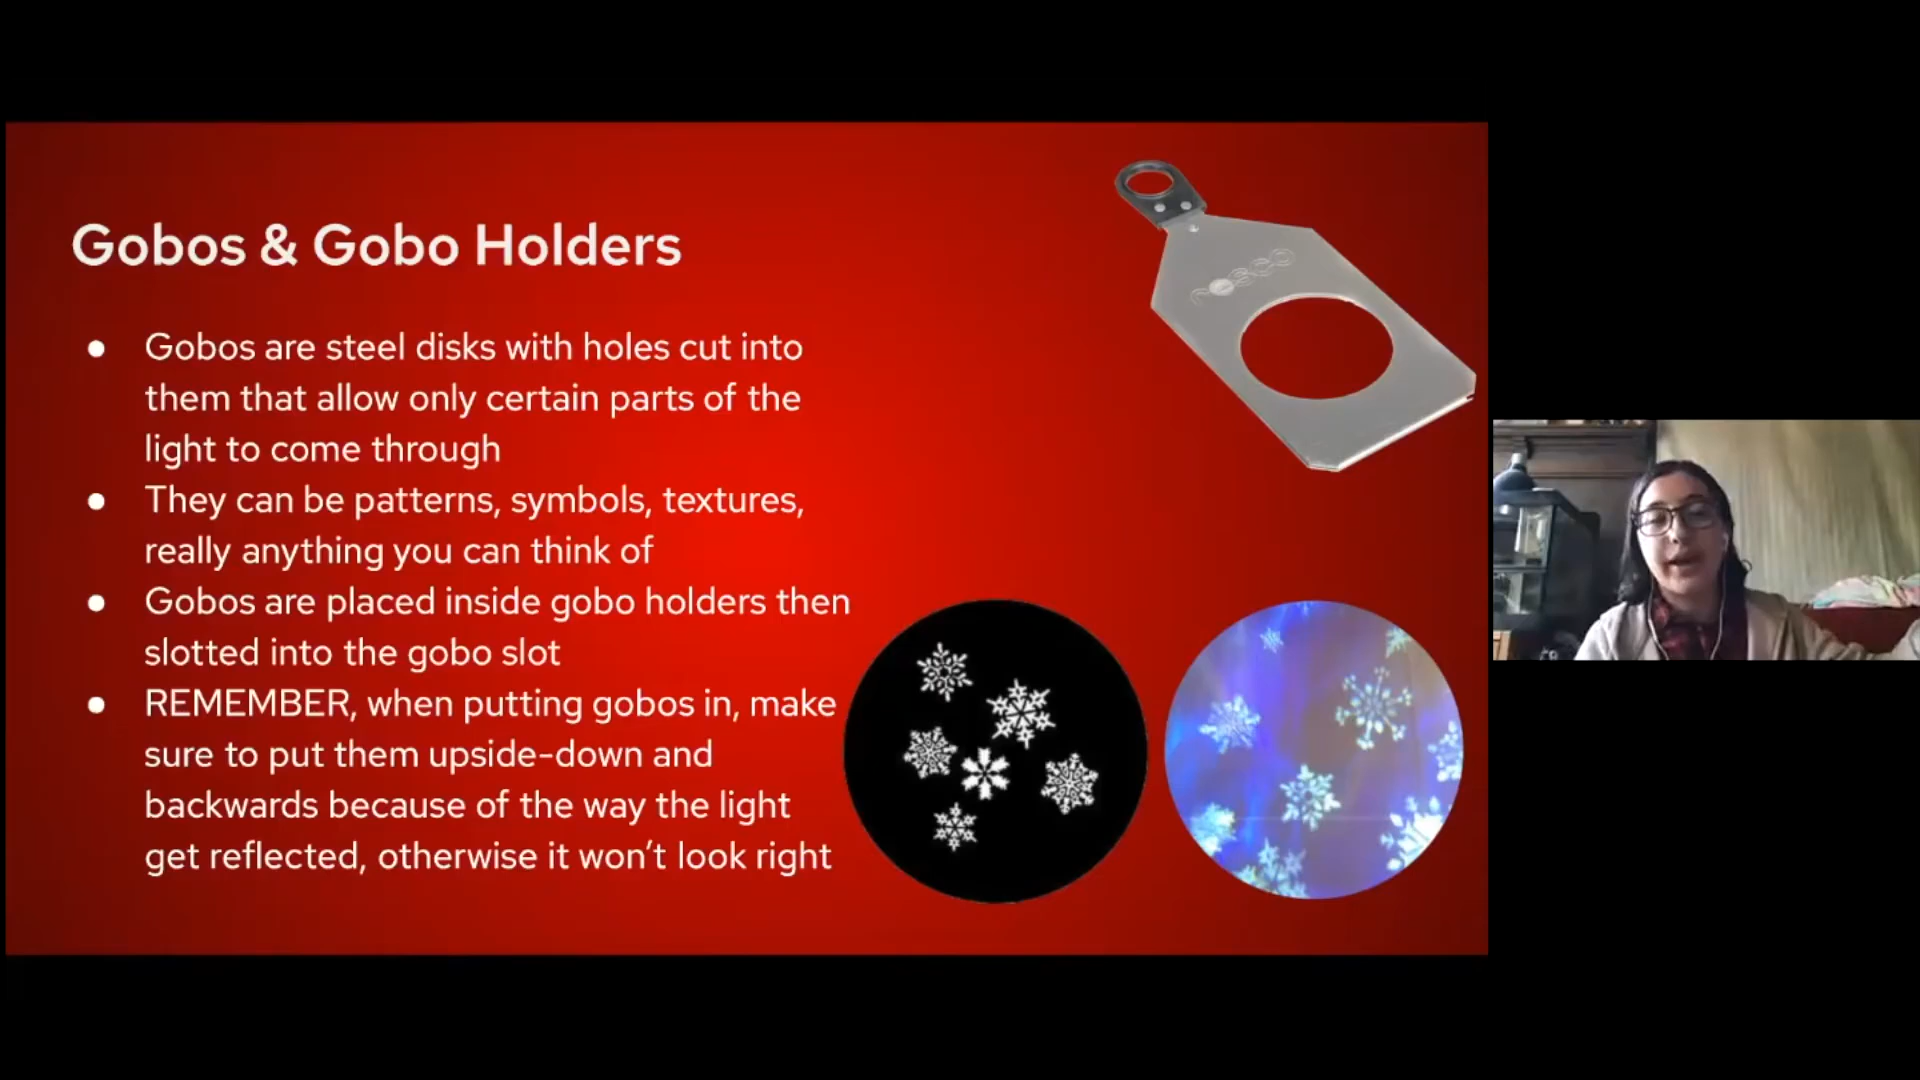 Gobos & Gobo Holders
● Gobos are steel disks with holes cut into
them that allow only certain parts of the
light to come through
● They can be patterns, symbols, textures,
really anything you can think of
● Gobos are placed inside gobo holders then
slotted into the gobo slot
● REMEMBER, when putting gobos in, make
sure to put them upside-down and
backwards because of the way the light
get reflected, otherwise it won’t look right
rosco